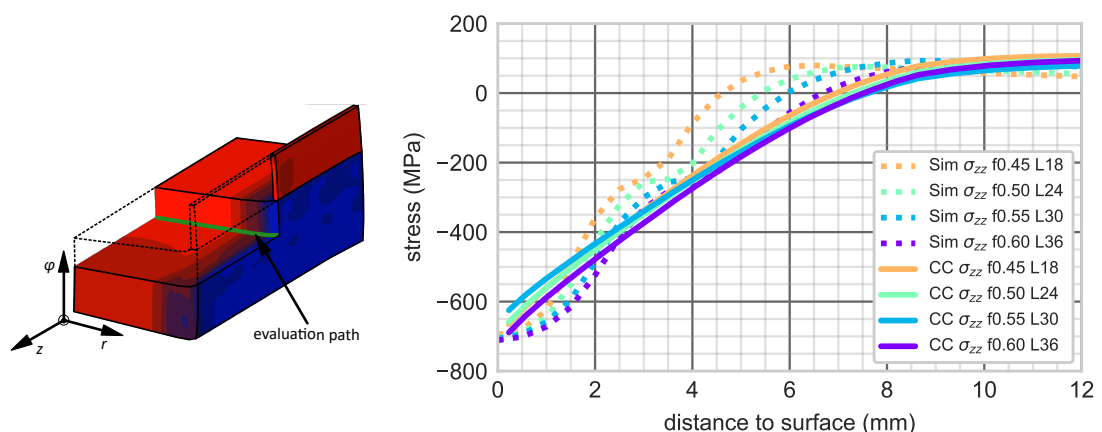 φ
z
r
evaluation path
stress (MPa)
200
0
−200
−400
−600
−800
0
2
4
6
8
10
12
distance to surface (mm)
Sim σzz f0.45 L18
Sim σzz f0.50 L24
Sim σzz f0.55 L30
Sim σzz f0.60 L36
CC σzz f0.45 L18
CC σzz f0.50 L24
CC σzz f0.55 L30
CC σzz f0.60 L36